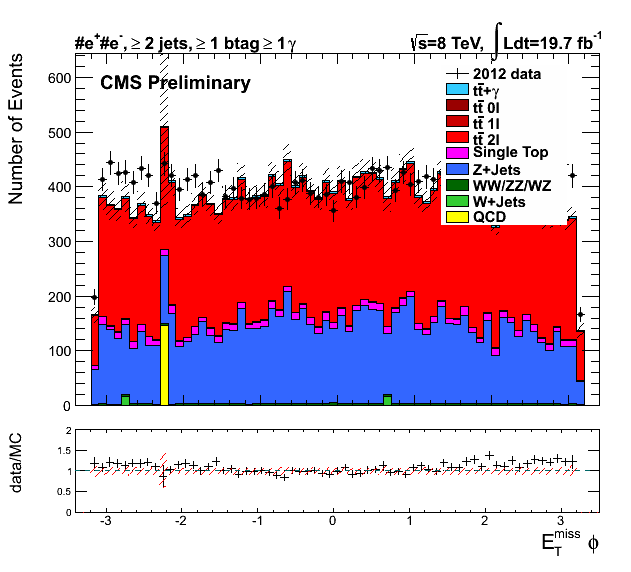 #e⁺#e⁻, ≥ 2 jets, ≥ 1 btag ≥ 1 γ
√s=8 TeV, ∫Ldt=19.7 fb⁻¹
CMS Preliminary
2012 data
tt̄+γ
tt̄ 0l
tt̄ 1l
tt̄ 2l
Single Top
Z+Jets
WW/ZZ/WZ
W+Jets
QCD
Number of Events
600
500
400
300
200
100
0
data/MC
2
1.5
1
0.5
0
-3 -2 -1 0 1 2 3
E_T^miss ϕ